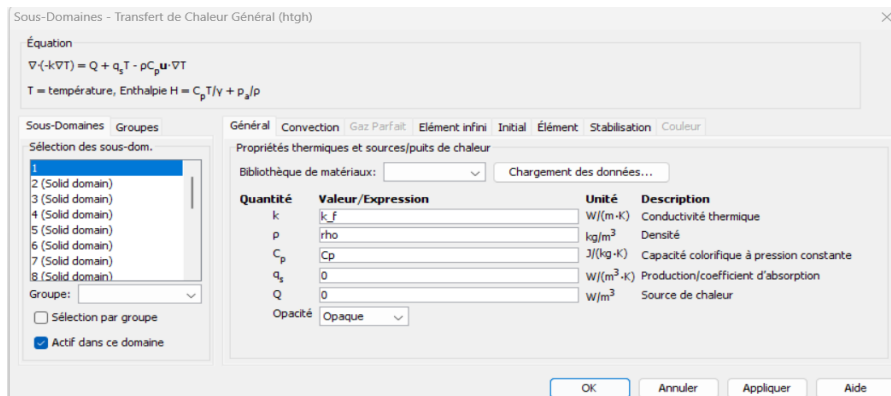 Sous-Domaines - Transfert de Chaleur Général (htgh)
Équation
∇·(-k∇T) = Q + qₛT - ρCₚu·∇T
T = température, Enthalpie H = CₚT/γ + pₐ/ρ
Sous-Domaines Groupes
Sélection des sous-dom.
1
2 (Solid domain)
3 (Solid domain)
4 (Solid domain)
5 (Solid domain)
6 (Solid domain)
7 (Solid domain)
8 (Solid domain)
Groupe:
Sélection par groupe
Actif dans ce domaine
Général Convection Gaz Parfait Elément infini Initial Élément Stabilisation Couleur
Propriétés thermiques et sources/puits de chaleur
Bibliothèque de matériaux: Chargement des données...
Quantité Valeur/Expression Unité Description
k k_f W/(m·K) Conductivité thermique
ρ rho kg/m³ Densité
Cₚ Cp J/(kg·K) Capacité colorifique à pression constante
qₛ 0 W/(m³·K) Production/coefficient d'absorption
Q 0 W/m³ Source de chaleur
Opacité Opaque
OK Annuler Appliquer Aide